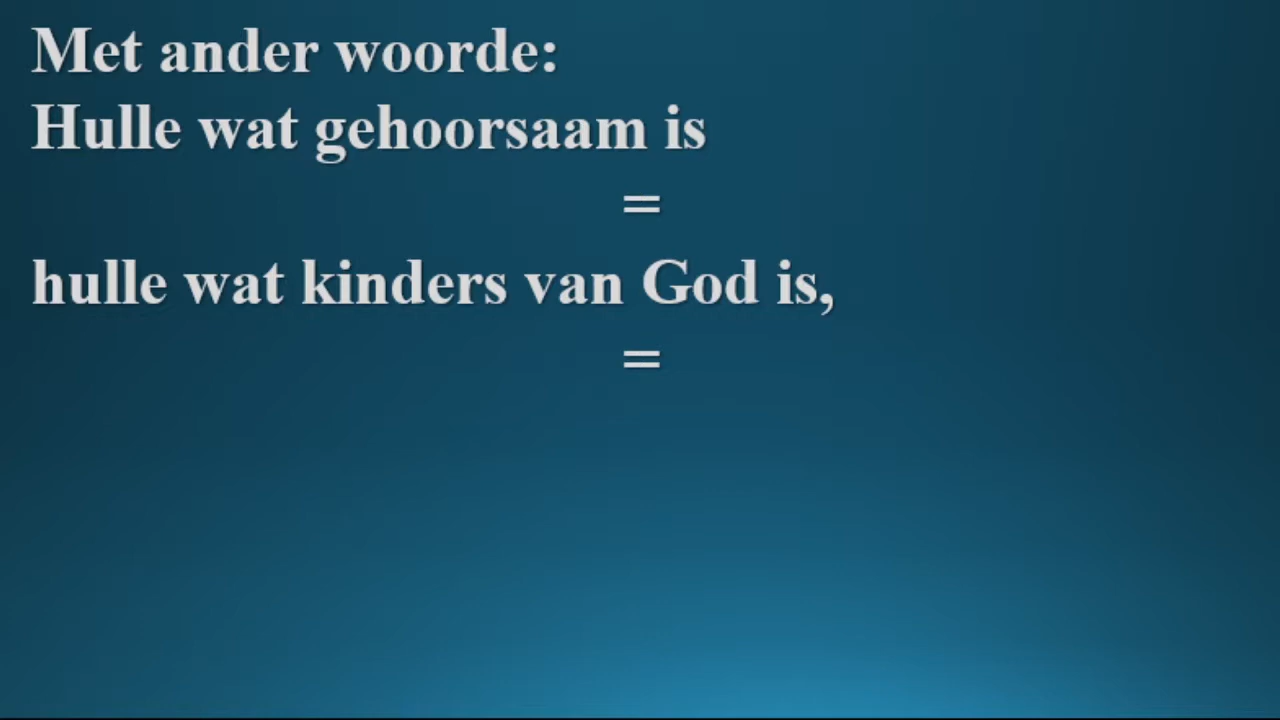 Met ander woorde:
Hulle wat gehoorsaam is
=
hulle wat kinders van God is,
=